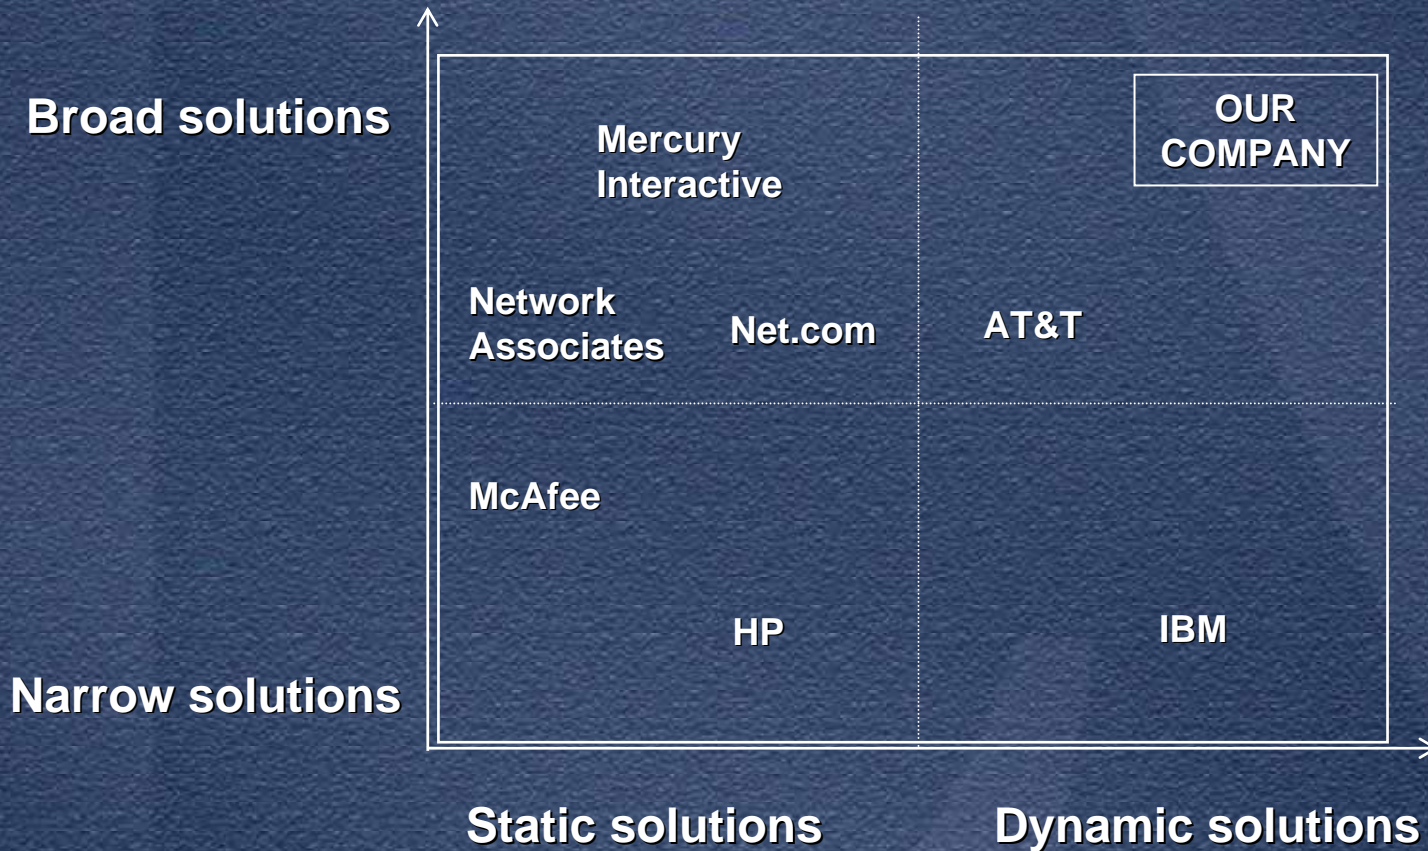 Broad solutions
OUR
COMPANY
Mercury
Interactive
Network
Associates
Net.com
AT&T
McAfee
HP
IBM
Narrow solutions
Static solutions
Dynamic solutions